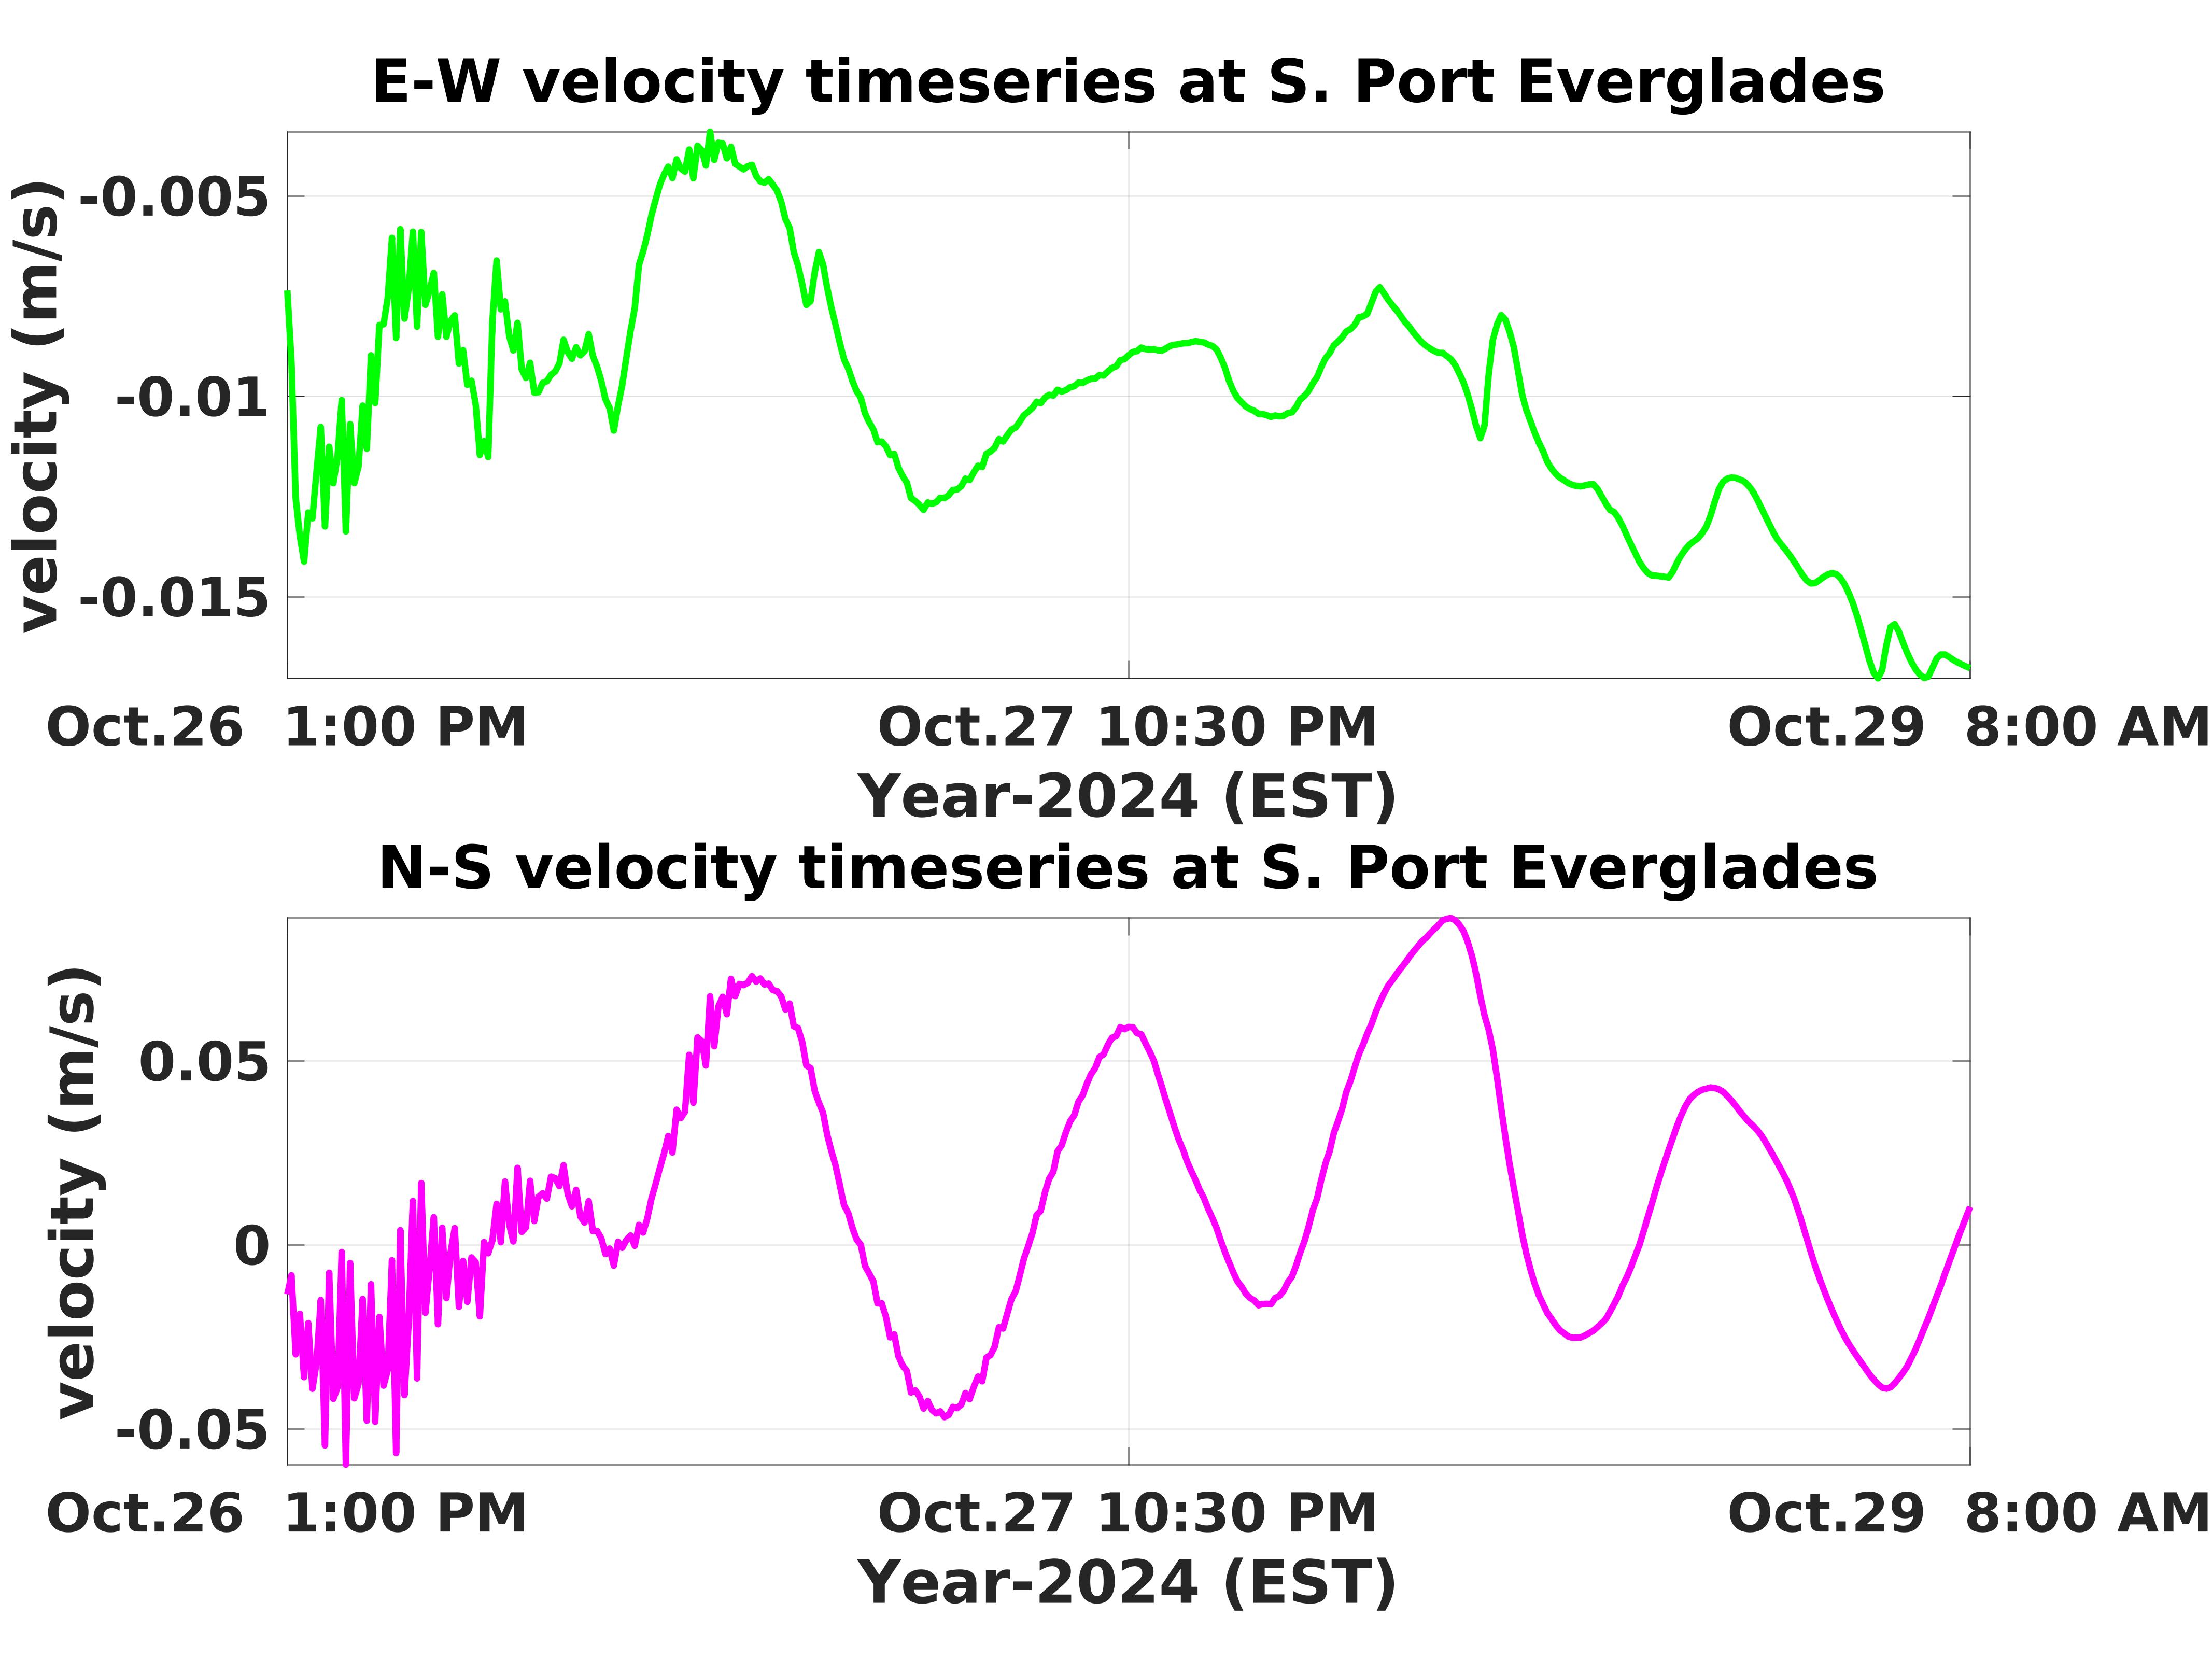 E-W velocity timeseries at S. Port Everglades
velocity (m/s)
-0.005
-0.01
-0.015
Oct.26  1:00 PM
Oct.27 10:30 PM
Oct.29  8:00 AM
Year-2024 (EST)
N-S velocity timeseries at S. Port Everglades
velocity (m/s)
0.05
0
-0.05
Oct.26  1:00 PM
Oct.27 10:30 PM
Oct.29  8:00 AM
Year-2024 (EST)